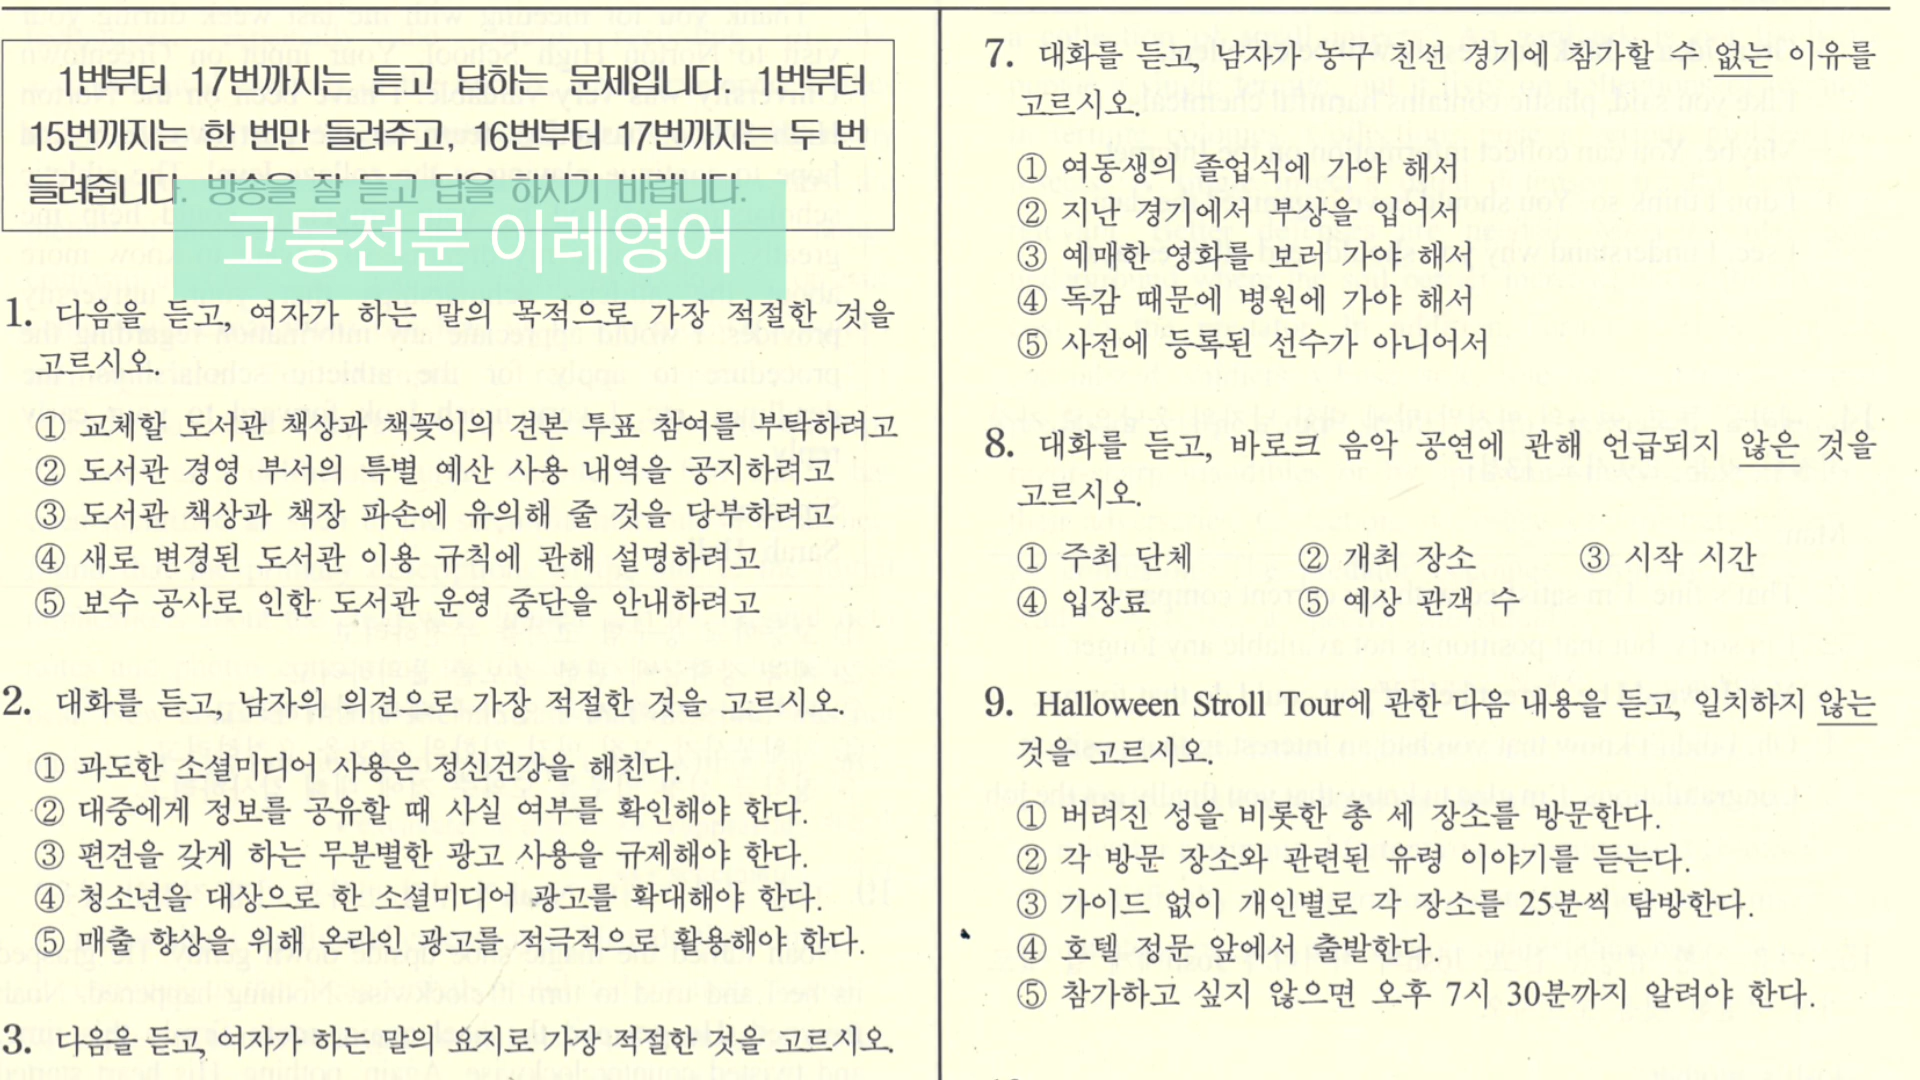 1번부터 17번까지는 듣고 답하는 문제입니다. 1번부터
15번까지는 한 번만 들려주고, 16번부터 17번까지는 두 번
들려줍니다. 방송을 잘 듣고 답을 하시기 바랍니다.
고등전문 이레영어
1. 다음을 듣고, 여자가 하는 말의 목적으로 가장 적절한 것을
고르시오.
① 교체할 도서관 책상과 책꽂이의 견본 투표 참여를 부탁하려고
② 도서관 경영 부서의 특별 예산 사용 내역을 공지하려고
③ 도서관 책상과 책장 파손에 유의해 줄 것을 당부하려고
④ 새로 변경된 도서관 이용 규칙에 관해 설명하려고
⑤ 보수 공사로 인한 도서관 운영 중단을 안내하려고
2. 대화를 듣고, 남자의 의견으로 가장 적절한 것을 고르시오.
① 과도한 소셜미디어 사용은 정신건강을 해친다.
② 대중에게 정보를 공유할 때 사실 여부를 확인해야 한다.
③ 편견을 갖게 하는 무분별한 광고 사용을 규제해야 한다.
④ 청소년을 대상으로 한 소셜미디어 광고를 확대해야 한다.
⑤ 매출 향상을 위해 온라인 광고를 적극적으로 활용해야 한다.
3. 다음을 듣고, 여자가 하는 말의 요지로 가장 적절한 것을 고르시오.
7. 대화를 듣고, 남자가 농구 친선 경기에 참가할 수 없는 이유를
고르시오.
① 여동생의 졸업식에 가야 해서
② 지난 경기에서 부상을 입어서
③ 예매한 영화를 보러 가야 해서
④ 독감 때문에 병원에 가야 해서
⑤ 사전에 등록된 선수가 아니어서
8. 대화를 듣고, 바로크 음악 공연에 관해 언급되지 않은 것을
고르시오.
① 주최 단체 ② 개최 장소 ③ 시작 시간
④ 입장료 ⑤ 예상 관객 수
9. Halloween Stroll Tour에 관한 다음 내용을 듣고, 일치하지 않는
것을 고르시오.
① 버려진 성을 비롯한 총 세 장소를 방문한다.
② 각 방문 장소와 관련된 유령 이야기를 듣는다.
③ 가이드 없이 개인별로 각 장소를 25분씩 탐방한다.
④ 호텔 정문 앞에서 출발한다.
⑤ 참가하고 싶지 않으면 오후 7시 30분까지 알려야 한다.